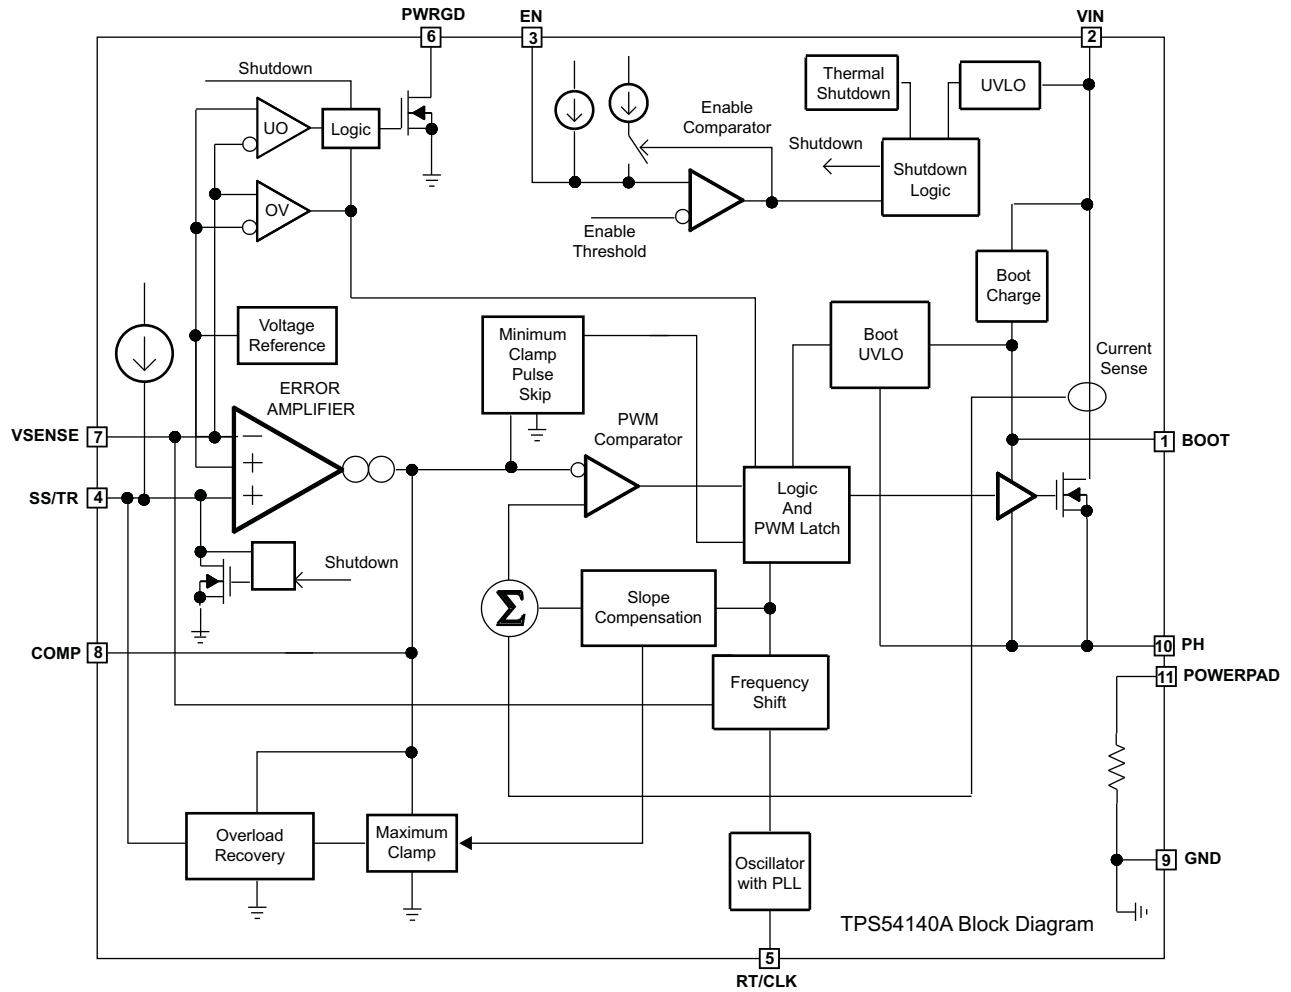 PWRGD
6
EN
3
VIN
2
Shutdown
UO
Logic
OV
Enable
Comparator
Enable
Threshold
Thermal
Shutdown
UVLO
Shutdown
Shutdown
Logic
Boot
Charge
Voltage
Reference
Minimum
Clamp
Pulse
Skip
Boot
UVLO
Current
Sense
ERROR
AMPLIFIER
VSENSE
7
−
+
+
SS/TR
4
PWM
Comparator
1
BOOT
Logic
And
PWM Latch
Shutdown
Σ
Slope
Compensation
COMP
8
10
PH
11
POWERPAD
Frequency
Shift
Overload
Recovery
Maximum
Clamp
Oscillator
with PLL
9
GND
TPS54140A Block Diagram
5
RT/CLK